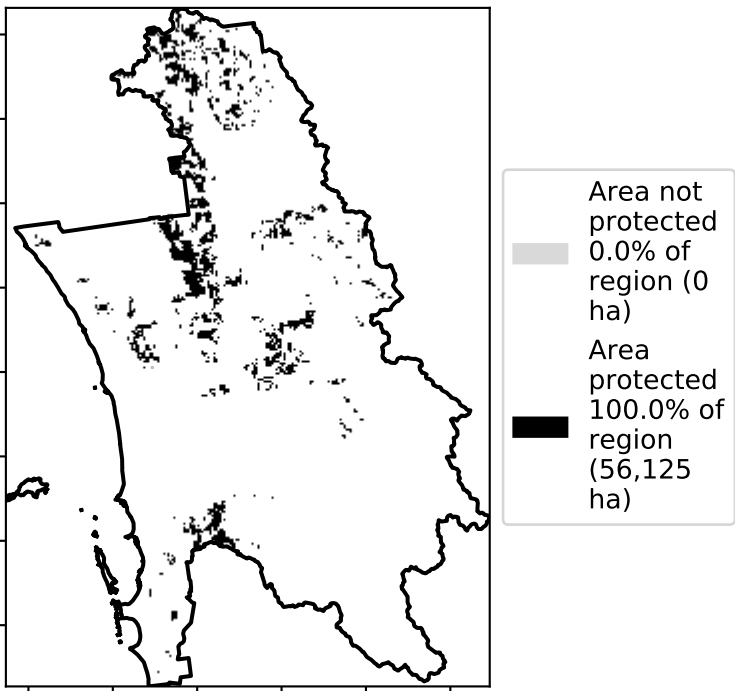 Area not
protected
0.0% of
region (0
ha)
Area
protected
100.0% of
region
(56,125
ha)